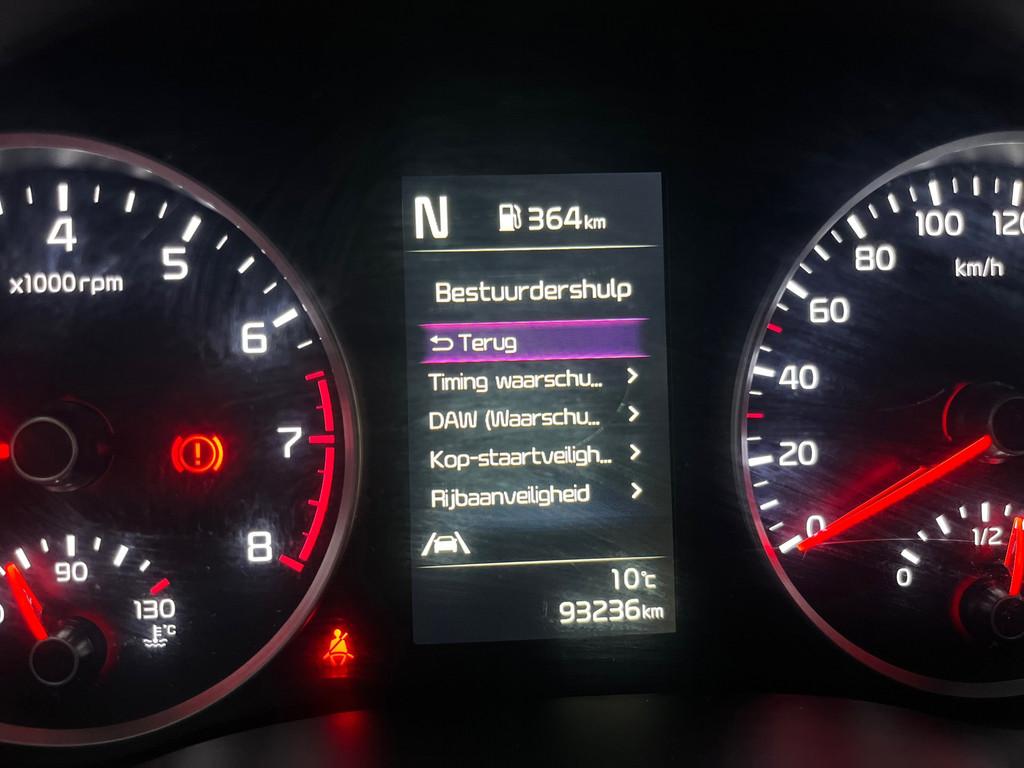 4
5
x1000rpm
6
7
8
90
130
°C
N
364km
Bestuurdershulp
Terug
Timing waarschu...
DAW (Waarschu...
Kop-staartveiligh...
Rijbaanveiligheid
10°C
93236km
100
80
km/h
60
40
20
0
1/2
0